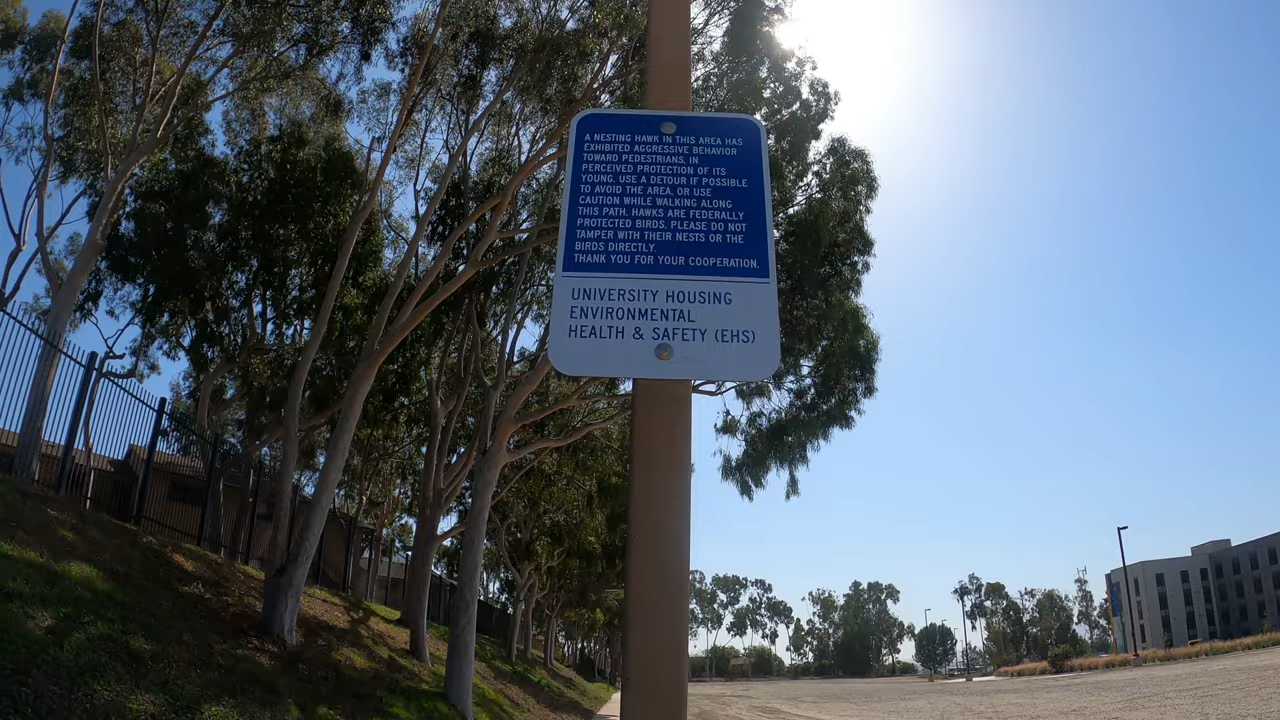 A NESTING HAWK IN THIS AREA HAS
EXHIBITED AGGRESSIVE BEHAVIOR
TOWARD PEDESTRIANS, IN
PERCEIVED PROTECTION OF ITS
YOUNG. USE A DETOUR IF POSSIBLE
TO AVOID THE AREA, OR USE
CAUTION WHILE WALKING ALONG
THIS PATH. HAWKS ARE FEDERALLY
PROTECTED BIRDS. PLEASE DO NOT
TAMPER WITH THEIR NESTS OR THE
BIRDS DIRECTLY.
THANK YOU FOR YOUR COOPERATION.
UNIVERSITY HOUSING
ENVIRONMENTAL
HEALTH & SAFETY (EHS)